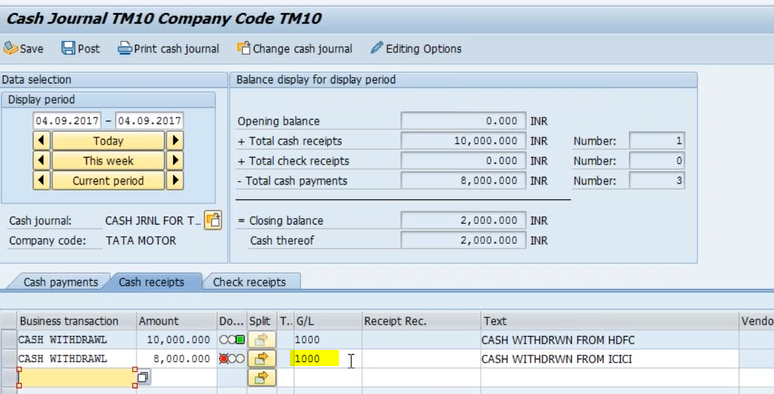 Cash Journal TM10 Company Code TM10
Save Post Print cash journal Change cash journal Editing Options
Data selection
Display period
04.09.2017 - 04.09.2017
Today
This week
Current period
Cash journal: CASH JRNL FOR T_
Company code: TATA MOTOR
Balance display for display period
Opening balance 0.000 INR
+ Total cash receipts 10,000.000 INR Number: 1
+ Total check receipts 0.000 INR Number: 0
- Total cash payments 8,000.000 INR Number: 3
= Closing balance 2,000.000 INR
Cash thereof 2,000.000 INR
Cash payments Cash receipts Check receipts
Business transaction Amount Do... Split T.. G/L Receipt Rec. Text Vendo
CASH WITHDRAWL 10,000.000 1000 CASH WITHDRWN FROM HDFC
CASH WITHDRAWL 8,000.000 1000 CASH WITHDRWN FROM ICICI